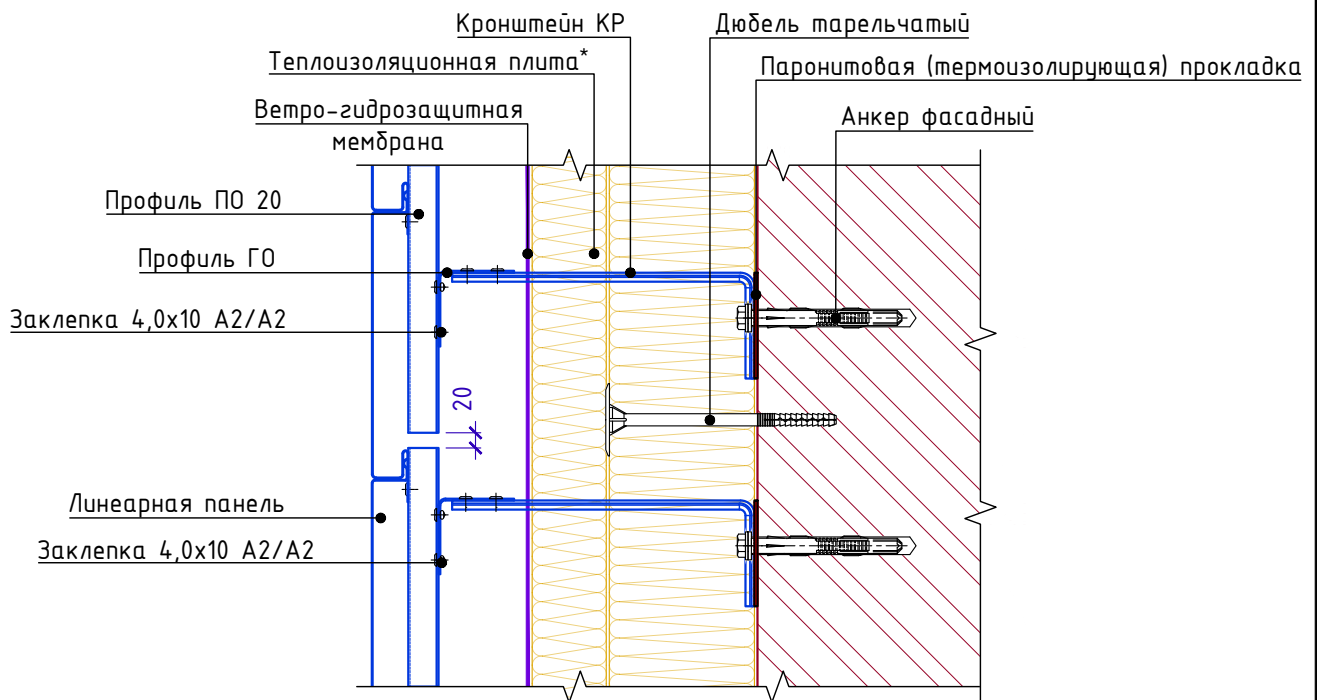 Кронштейн КР
Дюбель тарельчатый
Теплоизоляционная плита*
Паронитовая (термоизолирующая) прокладка
Ветро-гидрозащитная
мембрана
Анкер фасадный
Профиль ПО 20
Профиль ГО
Заклепка 4,0х10 А2/А2
20
Линеарная панель
Заклепка 4,0х10 А2/А2